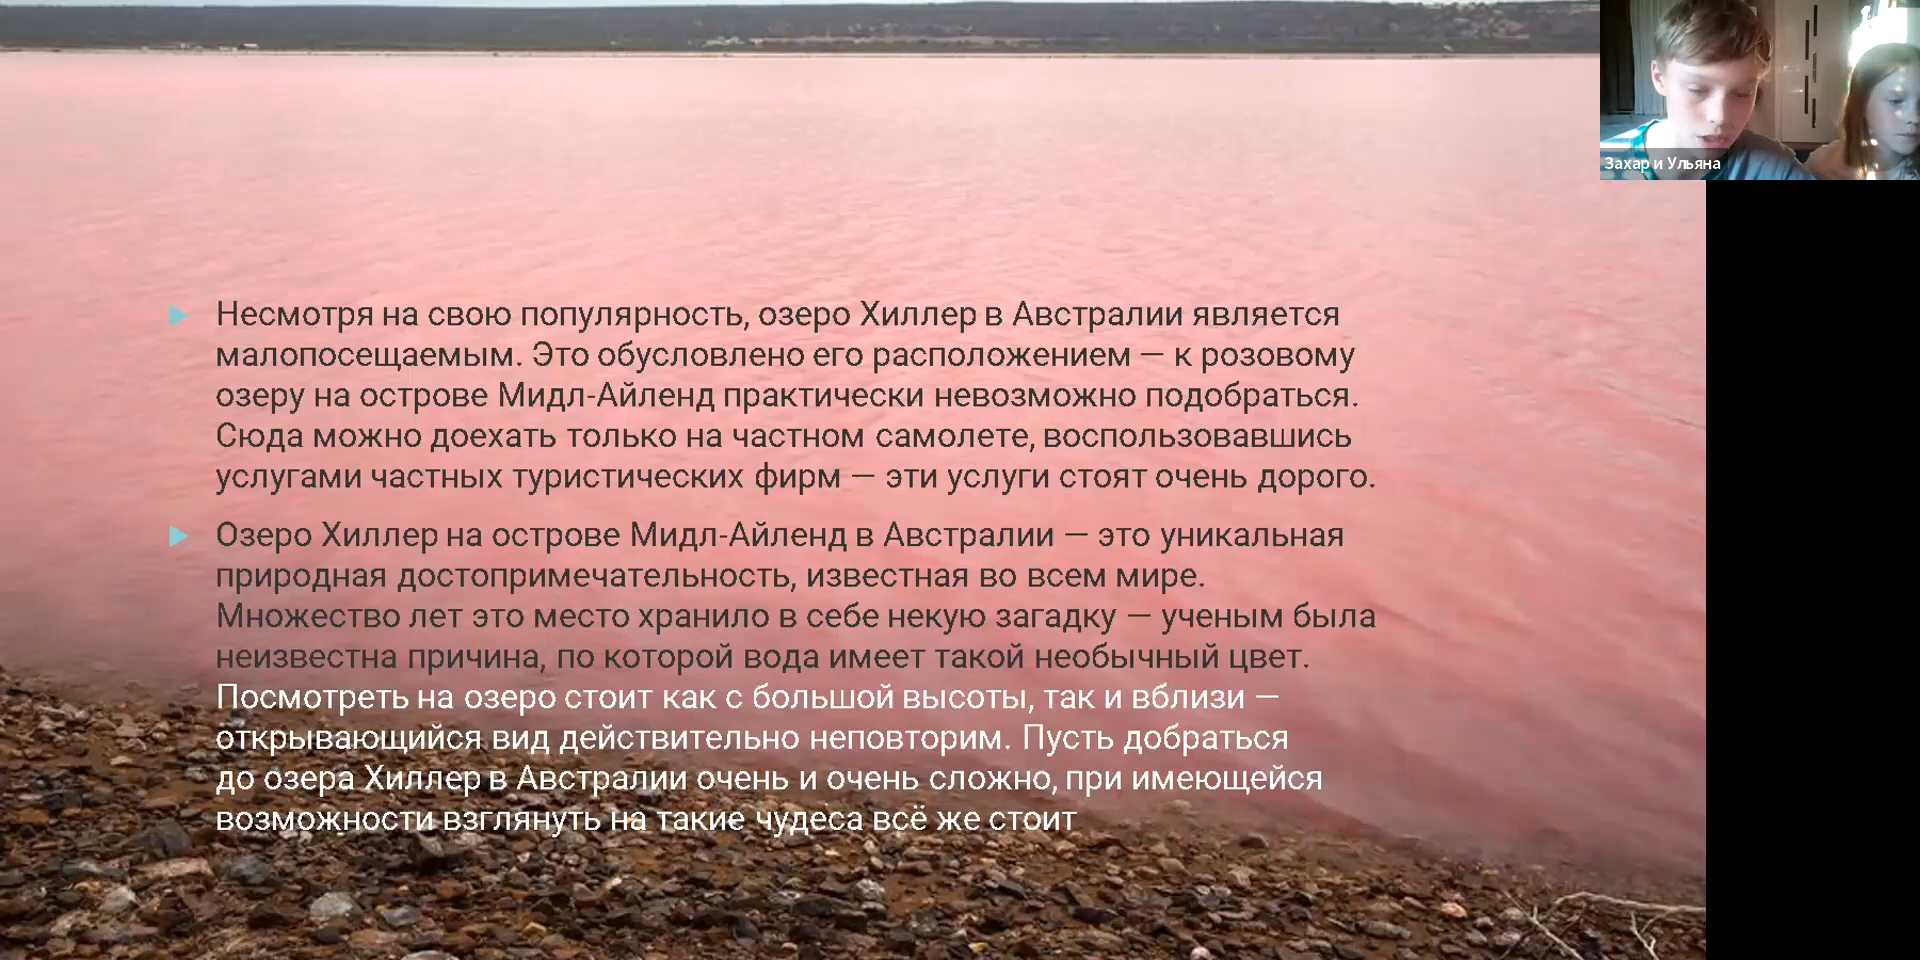 Захар и Ульяна
Несмотря на свою популярность, озеро Хиллер в Австралии является
малопосещаемым. Это обусловлено его расположением — к розовому
озеру на острове Мидл-Айленд практически невозможно подобраться.
Сюда можно доехать только на частном самолете, воспользовавшись
услугами частных туристических фирм — эти услуги стоят очень дорого.
Озеро Хиллер на острове Мидл-Айленд в Австралии — это уникальная
природная достопримечательность, известная во всем мире.
Множество лет это место хранило в себе некую загадку — ученым была
неизвестна причина, по которой вода имеет такой необычный цвет.
Посмотреть на озеро стоит как с большой высоты, так и вблизи —
открывающийся вид действительно неповторим. Пусть добраться
до озера Хиллер в Австралии очень и очень сложно, при имеющейся
возможности взглянуть на такие чудеса всё же стоит